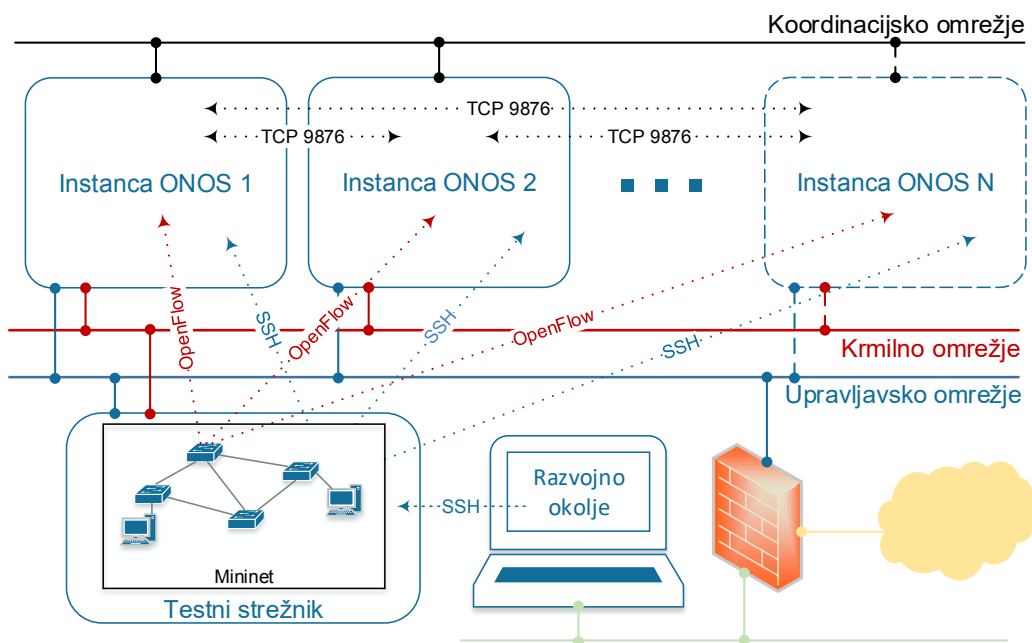 Koordinacijsko omrežje
TCP 9876
TCP 9876
TCP 9876
Instanca ONOS 1
Instanca ONOS 2
Instanca ONOS N
OpenFlow
SSH
OpenFlow
SSH
OpenFlow
SSH
Krmilno omrežje
Upravljavsko omrežje
Razvojno
okolje
SSH
Mininet
Testni strežnik